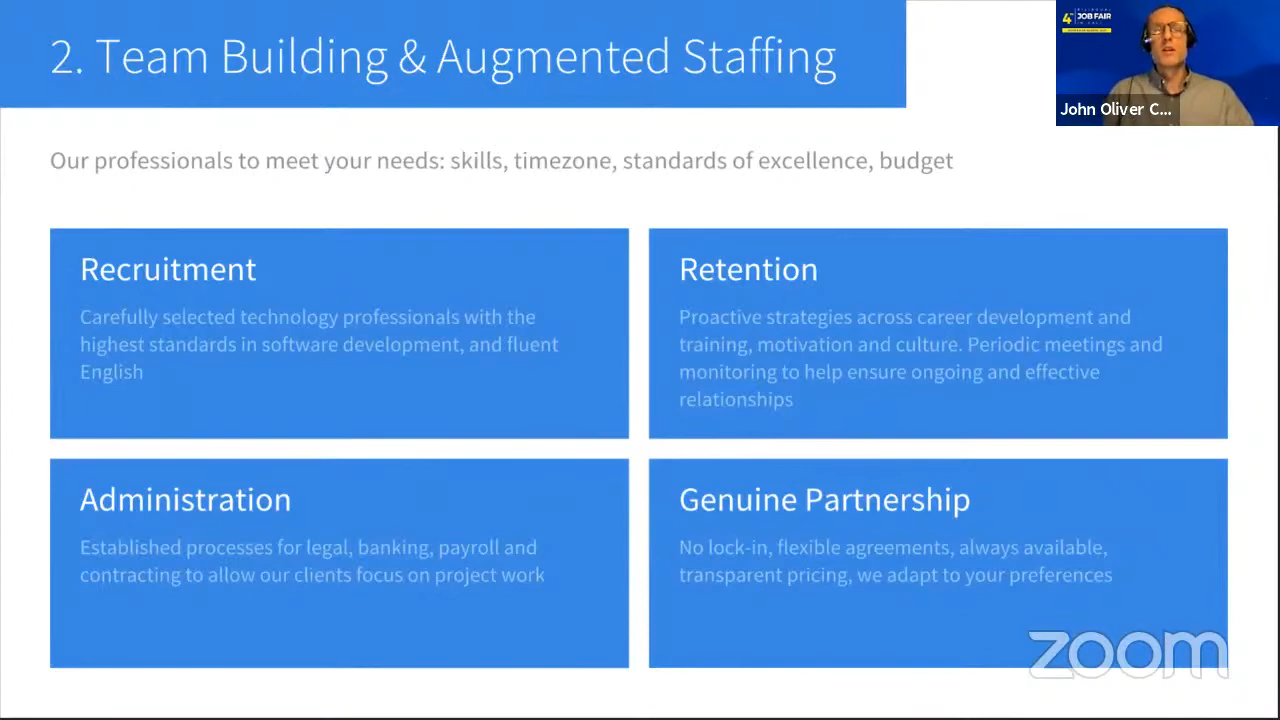 2. Team Building & Augmented Staffing
4
JOB FAIR
John Oliver C...
Our professionals to meet your needs: skills, timezone, standards of excellence, budget
Recruitment
Carefully selected technology professionals with the
highest standards in software development, and fluent
English
Retention
Proactive strategies across career development and
training, motivation and culture. Periodic meetings and
monitoring to help ensure ongoing and effective
relationships
Administration
Established processes for legal, banking, payroll and
contracting to allow our clients focus on project work
Genuine Partnership
No lock-in, flexible agreements, always available,
transparent pricing, we adapt to your preferences
zoom